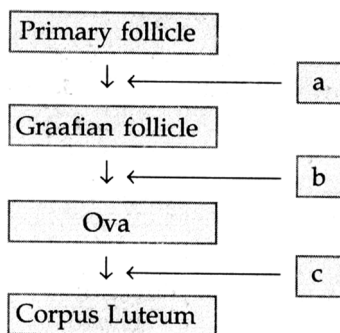 Primary follicle
a
Graafian follicle
b
Ova
c
Corpus Luteum